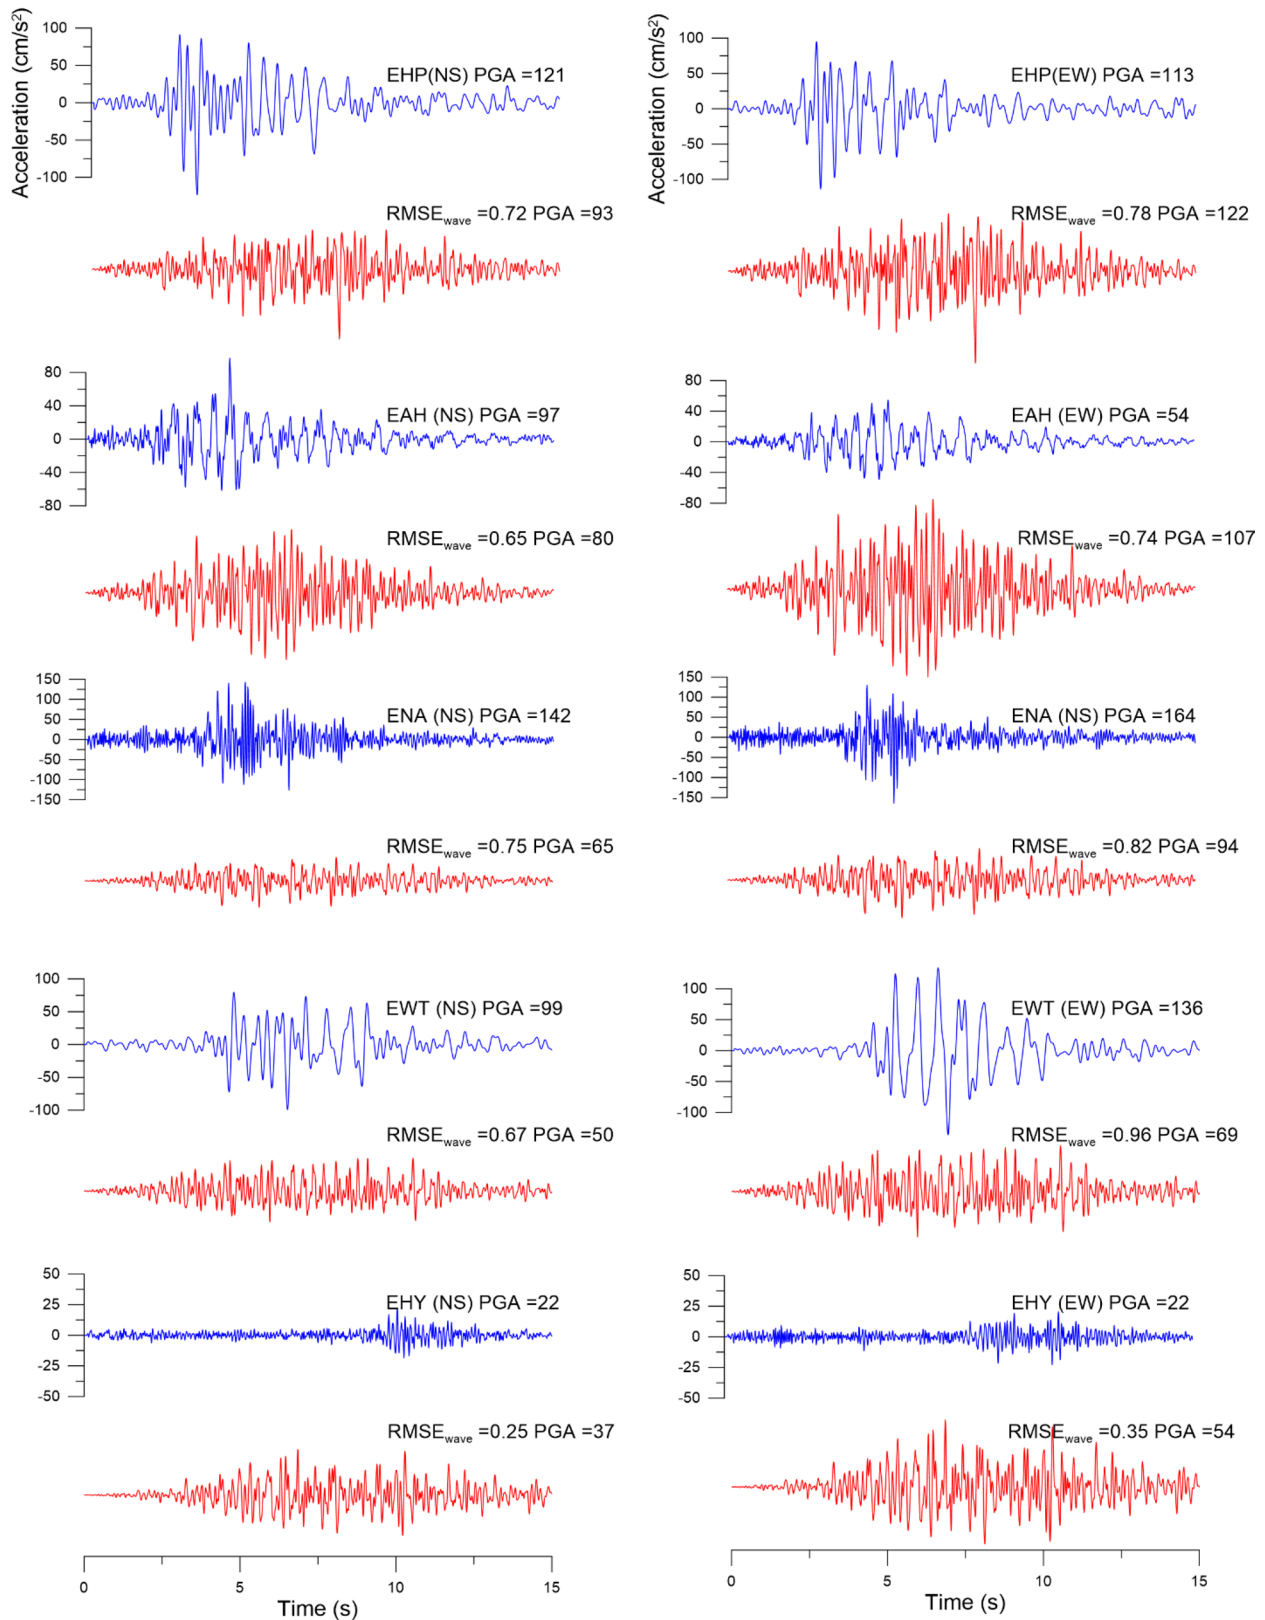 Acceleration (cm/s²)
100
50
0
-50
-100
EHP(NS) PGA =121
RMSEwave =0.72 PGA =93
80
40
0
-40
-80
EAH (NS) PGA =97
RMSEwave =0.65 PGA =80
150
100
50
0
-50
-100
-150
ENA (NS) PGA =142
RMSEwave =0.75 PGA =65
100
50
0
-50
-100
EWT (NS) PGA =99
RMSEwave =0.67 PGA =50
50
25
0
-25
-50
EHY (NS) PGA =22
RMSEwave =0.25 PGA =37
0 5 10 15
Time (s)
Acceleration (cm/s²)
100
50
0
-50
-100
EHP(EW) PGA =113
RMSEwave =0.78 PGA =122
80
40
0
-40
-80
EAH (EW) PGA =54
RMSEwave =0.74 PGA =107
150
100
50
0
-50
-100
-150
ENA (NS) PGA =164
RMSEwave =0.82 PGA =94
100
50
0
-50
-100
EWT (EW) PGA =136
RMSEwave =0.96 PGA =69
50
25
0
-25
-50
EHY (EW) PGA =22
RMSEwave =0.35 PGA =54
0 5 10 15
Time (s)